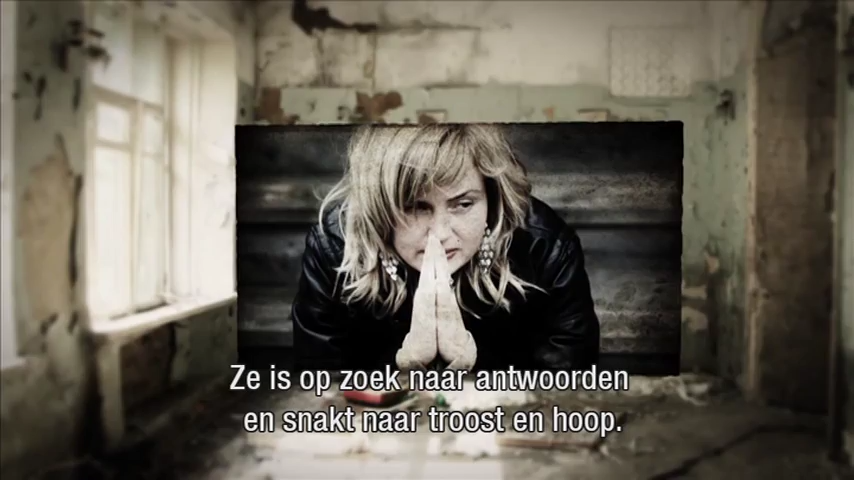 Ze is op zoek naar antwoorden
en snakt naar troost en hoop.